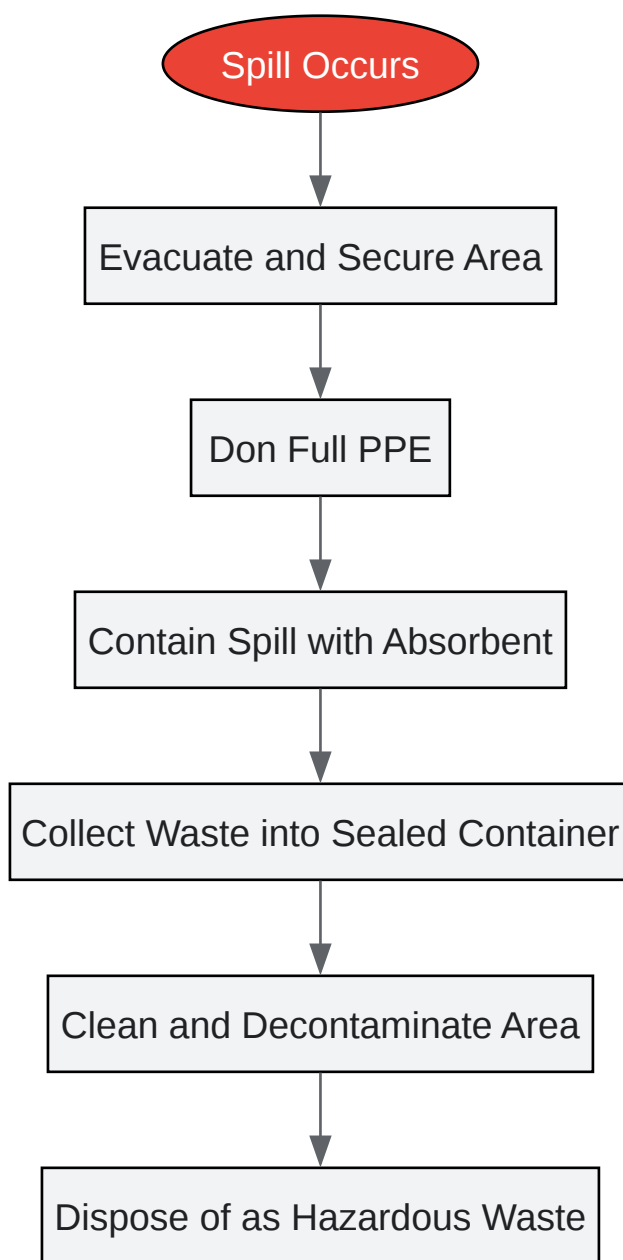 Spill Occurs
Evacuate and Secure Area
Don Full PPE
Contain Spill with Absorbent
Collect Waste into Sealed Container
Clean and Decontaminate Area
Dispose of as Hazardous Waste